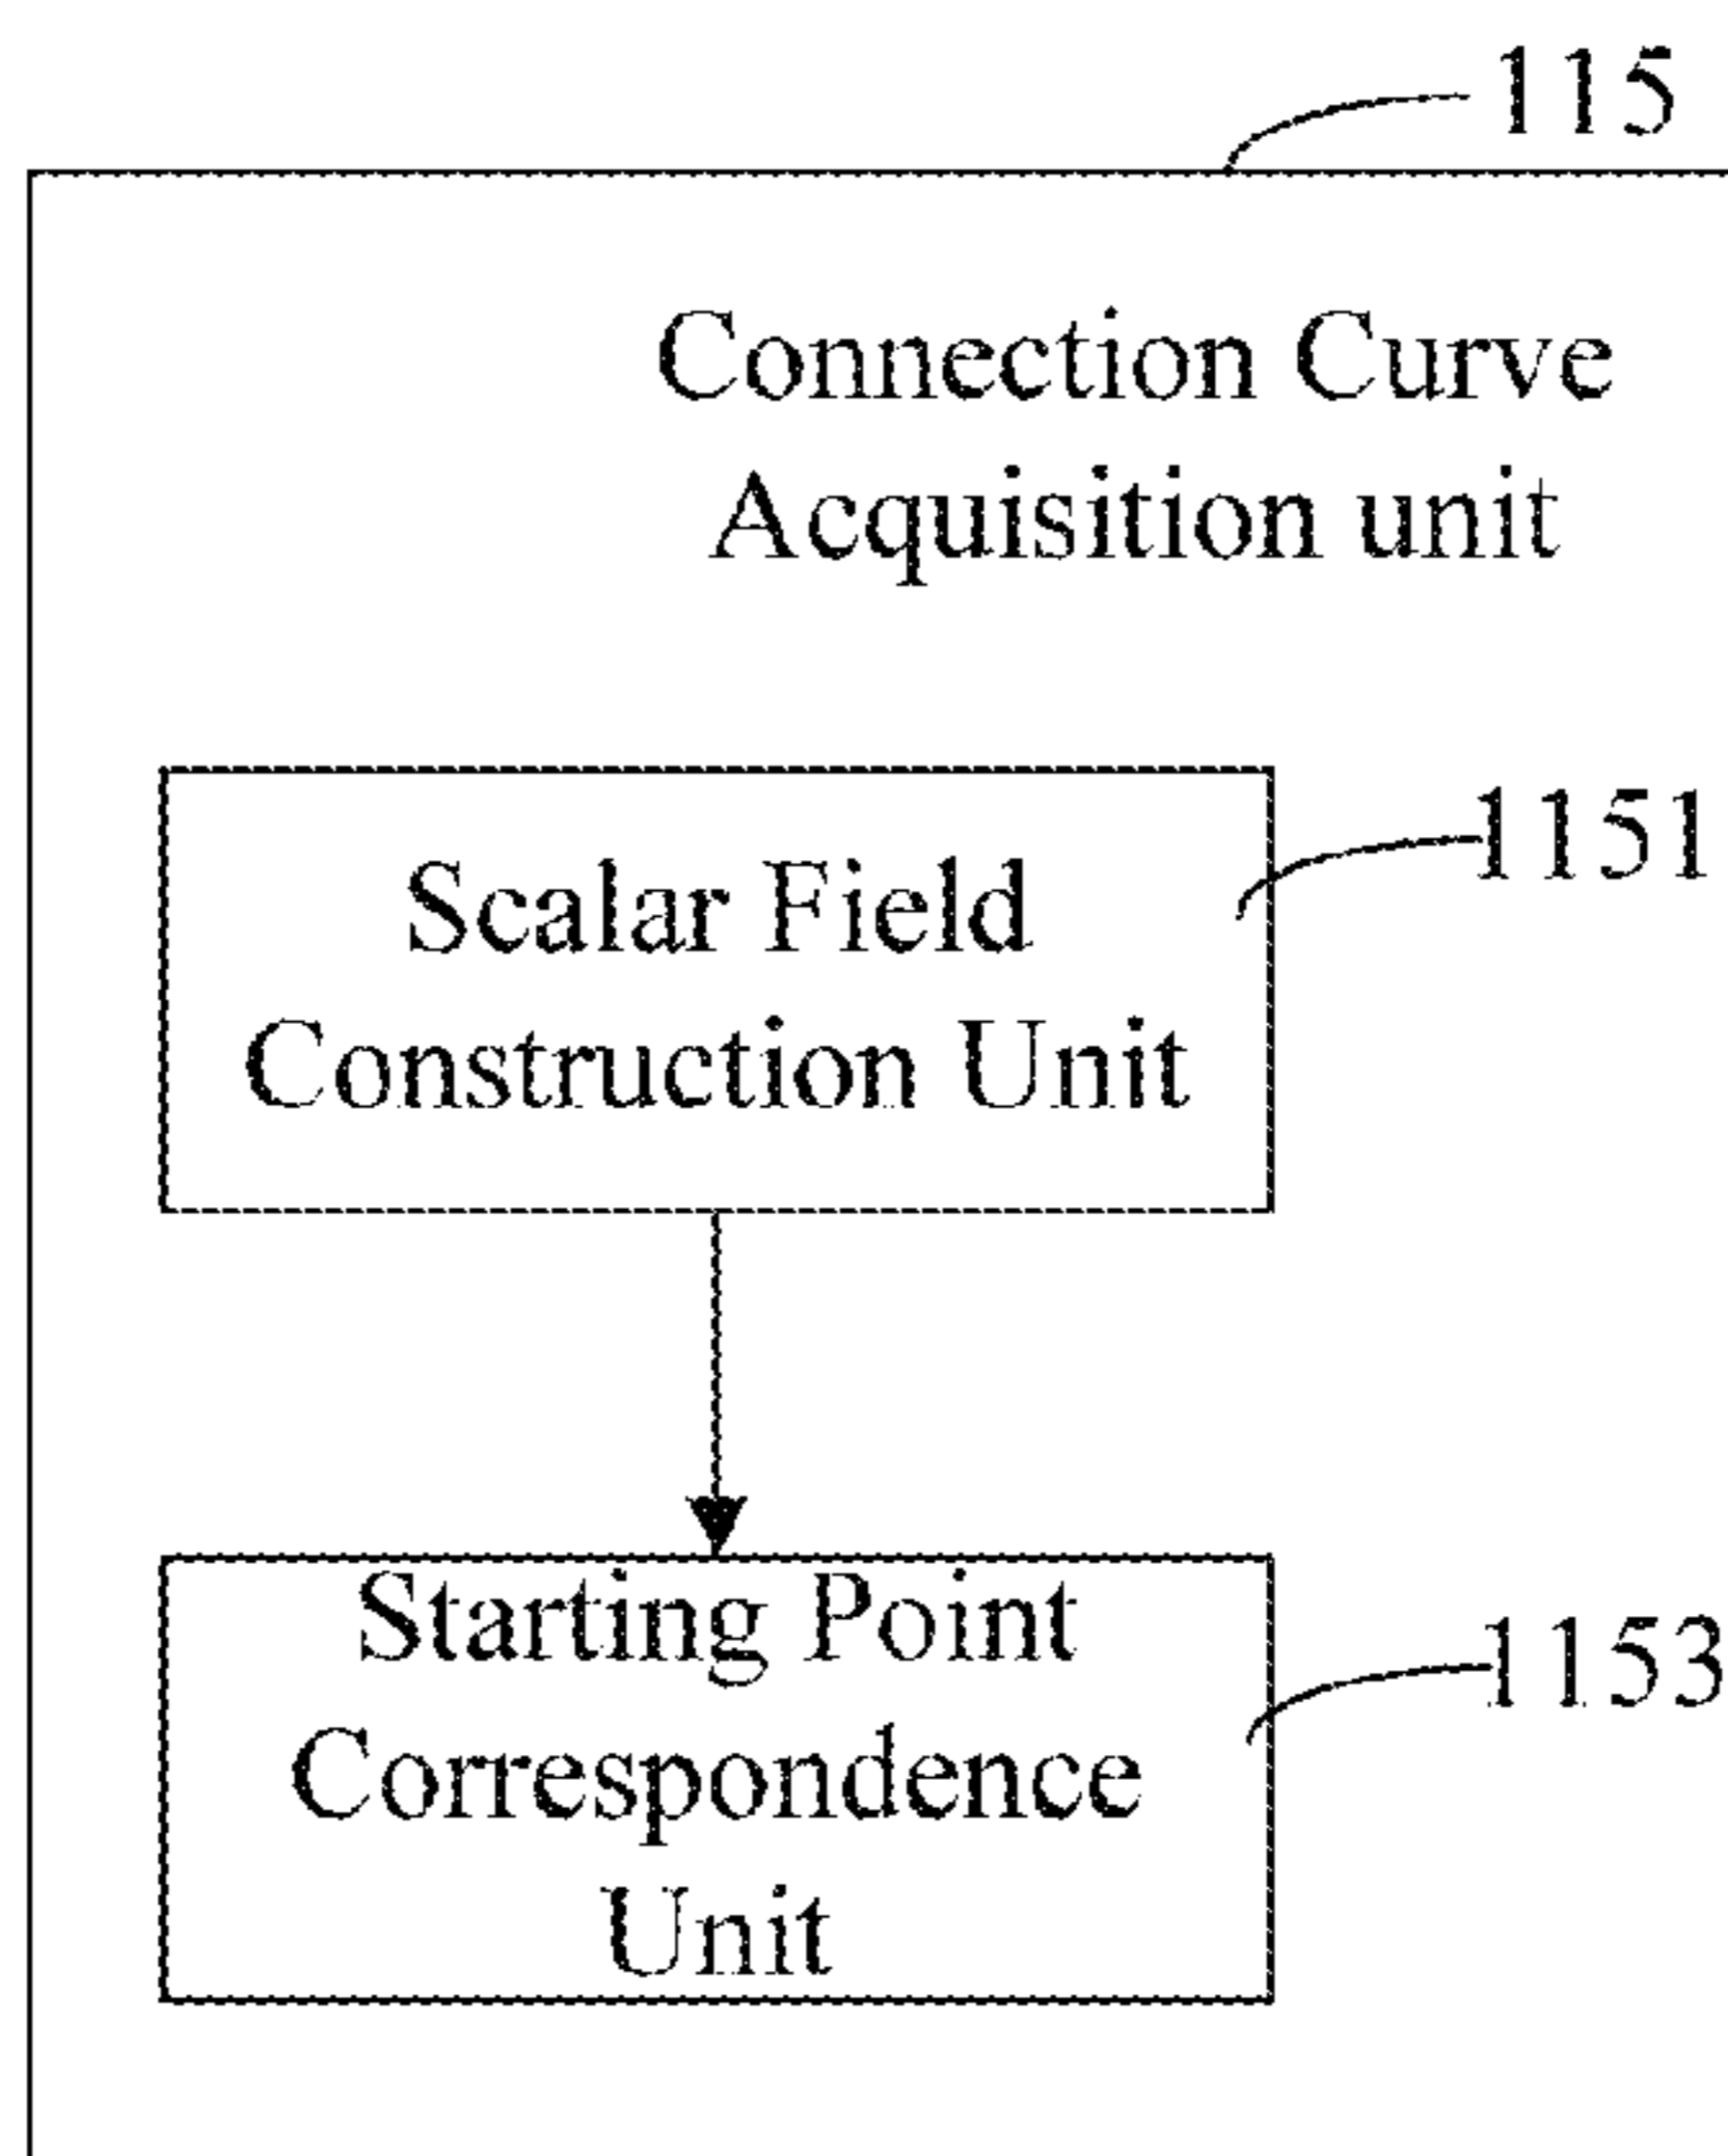 115
Connection Curve
Acquisition unit
Scalar Field
Construction Unit
1151
Starting Point
Correspondence
Unit
1153